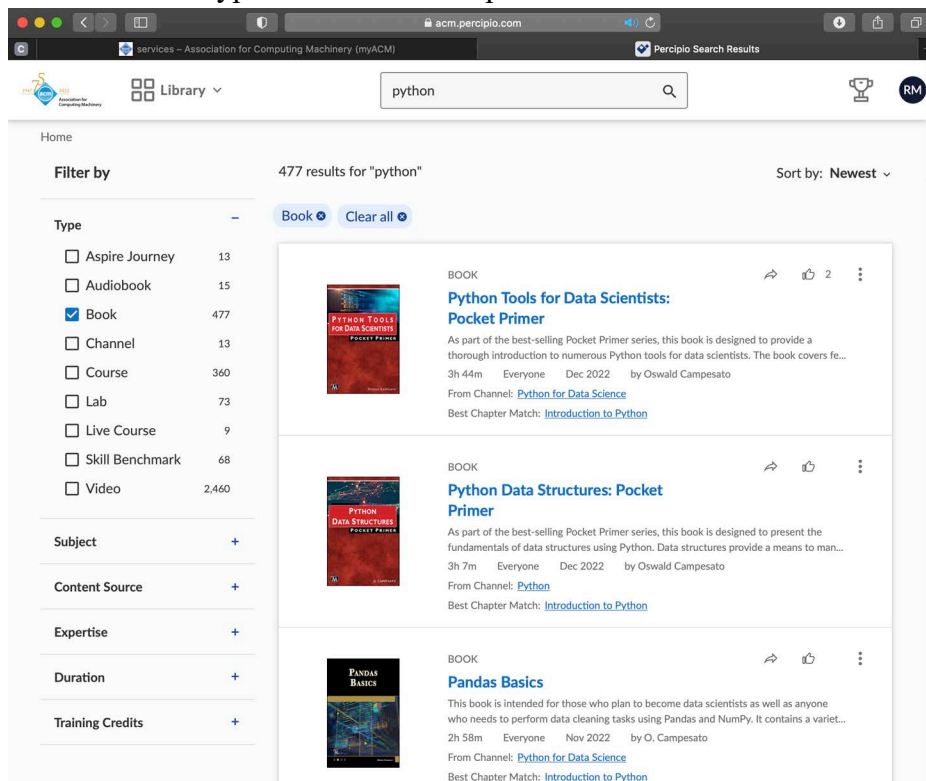 acm.percipio.com
C
services – Association for Computing Machinery (myACM)
Percipio Search Results
75
acm
Association for
Computing Machinery
Library
python
RM
Home
Filter by
477 results for "python"
Sort by: Newest
Type
Book
Clear all
Aspire Journey 13
Audiobook 15
Book 477
Channel 13
Course 360
Lab 73
Live Course 9
Skill Benchmark 68
Video 2,460
Subject
Content Source
Expertise
Duration
Training Credits
PYTHON TOOLS
FOR DATA SCIENTISTS
POCKET PRIMER
BOOK
2
Python Tools for Data Scientists:
Pocket Primer
As part of the best-selling Pocket Primer series, this book is designed to provide a
thorough introduction to numerous Python tools for data scientists. The book covers fe...
3h 44m Everyone Dec 2022 by Oswald Campesato
From Channel: Python for Data Science
Best Chapter Match: Introduction to Python
PYTHON
DATA STRUCTURES
POCKET PRIMER
BOOK
Python Data Structures: Pocket
Primer
As part of the best-selling Pocket Primer series, this book is designed to present the
fundamentals of data structures using Python. Data structures provide a means to man...
3h 7m Everyone Dec 2022 by Oswald Campesato
From Channel: Python
Best Chapter Match: Introduction to Python
PANDAS
BASICS
BOOK
Pandas Basics
This book is intended for those who plan to become data scientists as well as anyone
who needs to perform data cleaning tasks using Pandas and NumPy. It contains a variet...
2h 58m Everyone Nov 2022 by O. Campesato
From Channel: Python for Data Science
Best Chapter Match: Introduction to Python